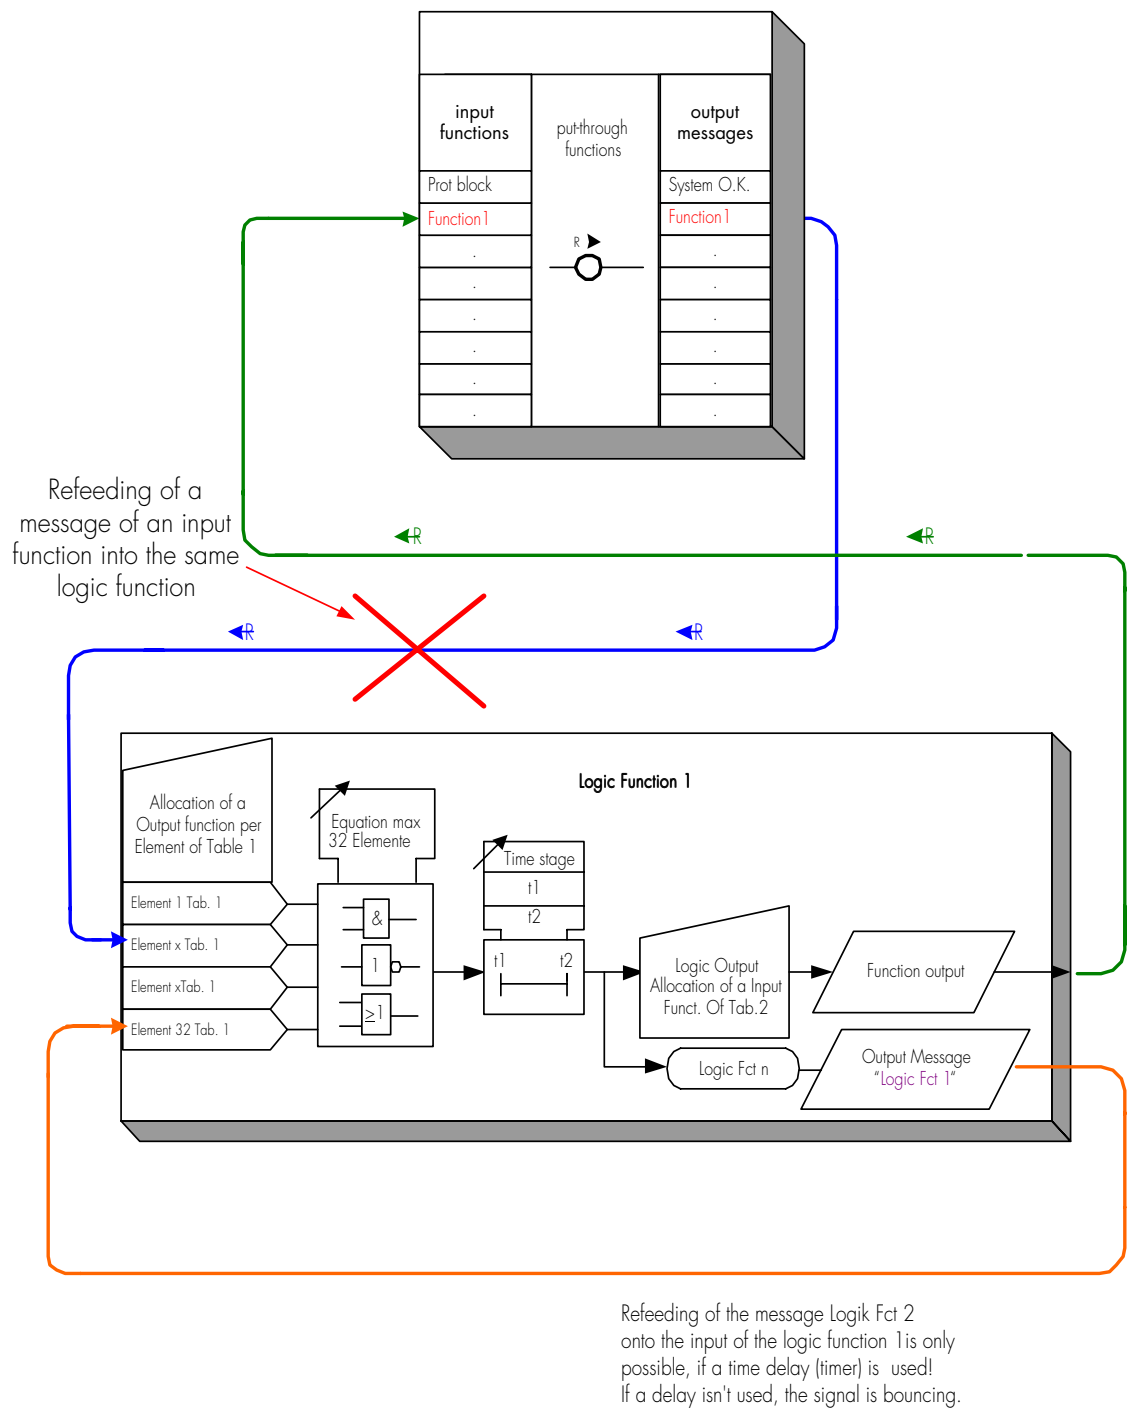 input
functions
put-through
functions
output
messages
Prot block
System O.K.
Function1
Function1
R
.
.
.
.
.
.
.
.
.
.
.
.
Refeeding of a
message of an input
function into the same
logic function
R
R
R
R
Logic Function 1
Allocation of a
Output function per
Element of Table 1
Equation max
32 Elemente
Time stage
t1
t2
Element 1 Tab. 1
Element x Tab. 1
Element xTab. 1
Element 32 Tab. 1
&
1
≥1
t1
t2
Logic Output
Allocation of a Input
Funct. Of Tab.2
Function output
Logic Fct n
Output Message
"Logic Fct 1"
Refeeding of the message Logik Fct 2
onto the input of the logic function 1is only
possible, if a time delay (timer) is used!
If a delay isn't used, the signal is bouncing.